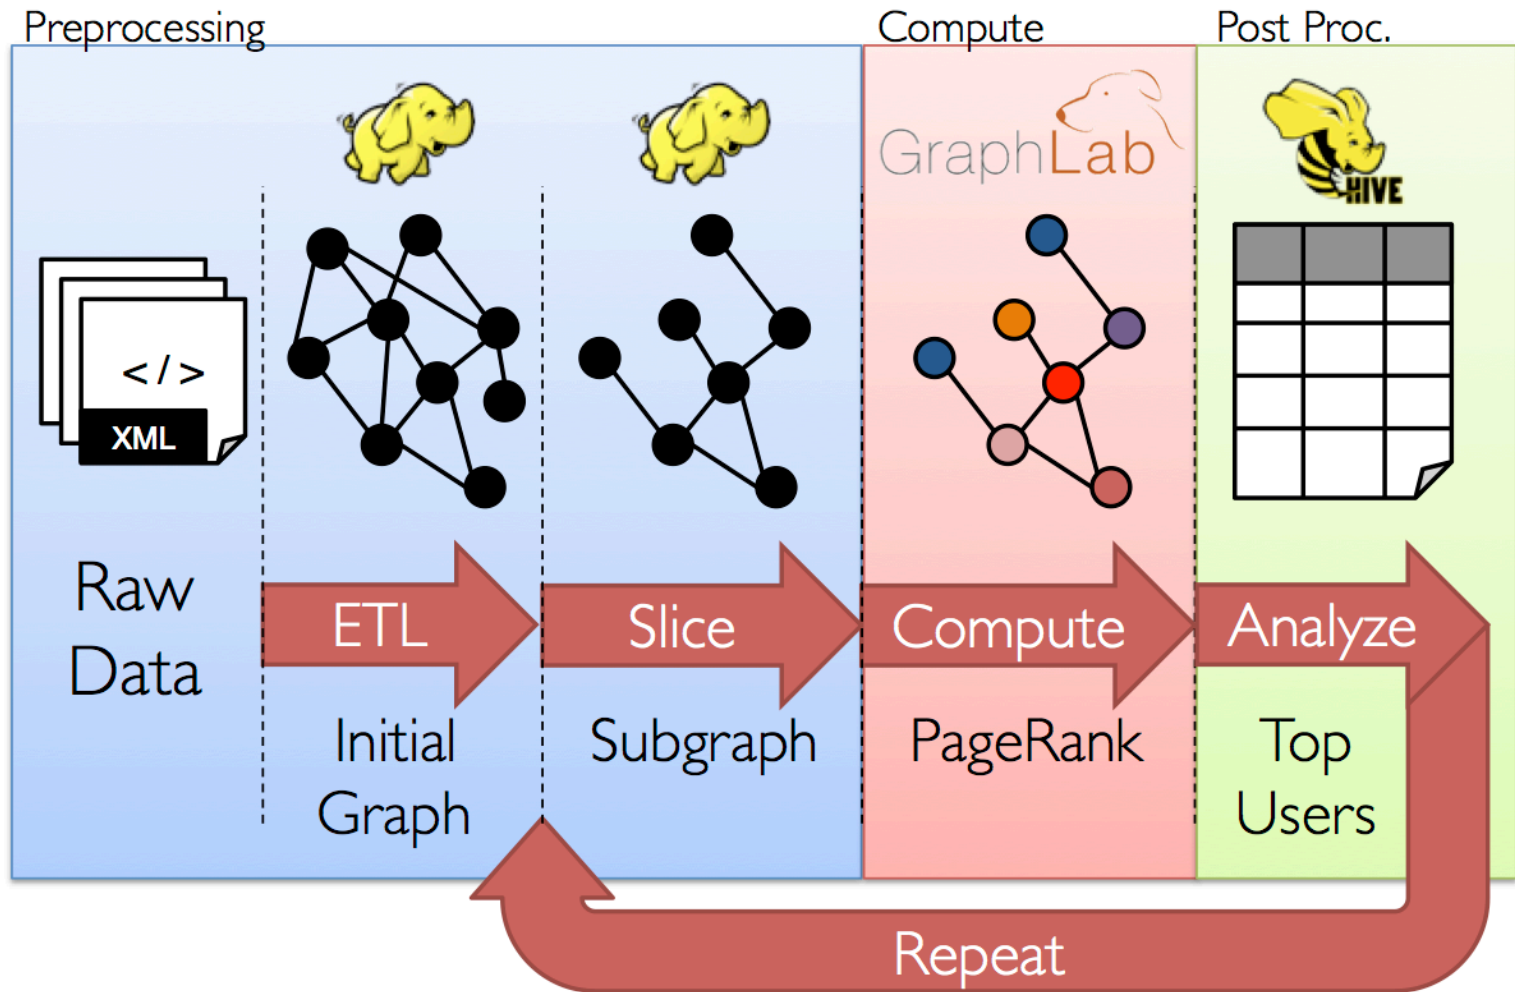 Preprocessing
Compute
Post Proc.
GraphLab
HIVE
</>
XML
Raw
Data
ETL
Slice
Compute
Analyze
Initial
Graph
Subgraph
PageRank
Top
Users
Repeat